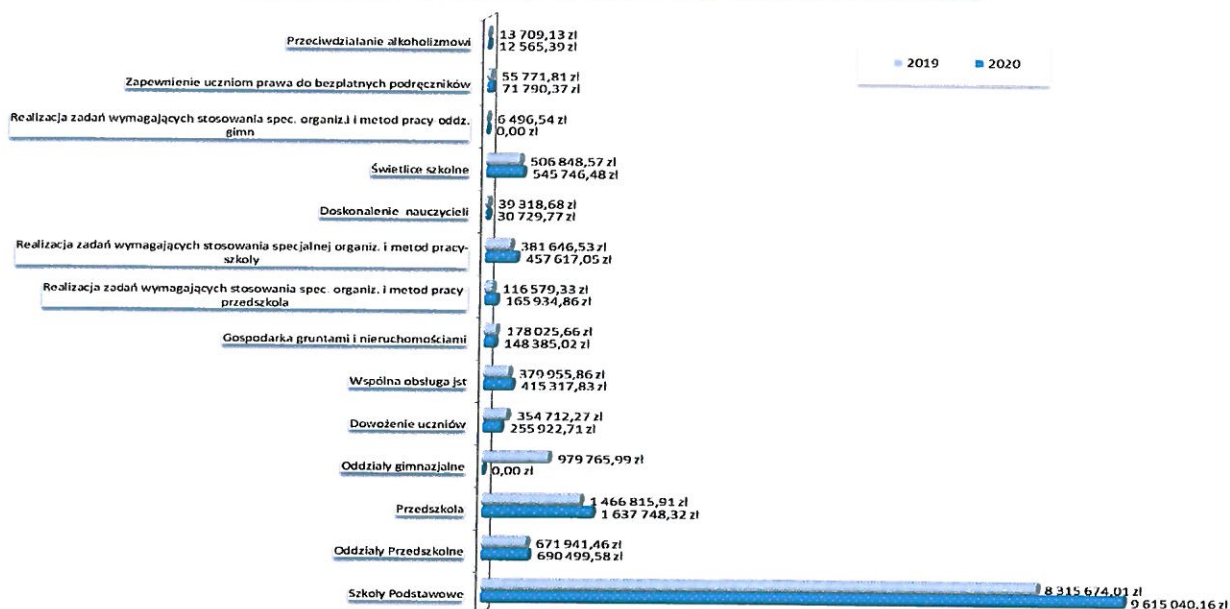 Przeciwdziałanie alkoholizmowi
13 709,13 zł
12 565,39 zł
2019 2020
Zapewnienie uczniom prawa do bezpłatnych podręczników
55 771,81 zł
71 790,37 zł
Realizacja zadań wymagających stosowania spec. organiz.i i metod pracy-oddz.
gimn
6 496,54 zł
0,00 zł
Świetlice szkolne
506 848,57 zł
545 746,48 zł
Doskonalenie nauczycieli
39 318,68 zł
30 729,77 zł
Realizacja zadań wymagających stosowania specjalnej organiz. i metod pracy-
szkoly
381 646,53 zł
457 617,05 zł
Realizacja zadań wymagających stosowania spec. organiz. i metod pracy
przedszkola
116 579,33 zł
165 934,86 zł
Gospodarka gruntami i nieruchomościami
178 025,66 zł
148 385,02 zł
Wspólna obsługa jst
379 955,86 zł
415 317,83 zł
Dowożenie uczniów
354 712,27 zł
255 922,71 zł
Oddziały gimnazjalne
979 765,99 zł
0,00 zł
Przedszkola
1 466 815,91 zł
1 637 748,32 zł
Oddziały Przedszkolne
671 941,46 zł
690 499,58 zł
Szkoły Podstawowe
8 315 674,01 zł
9 615 040,16 zł